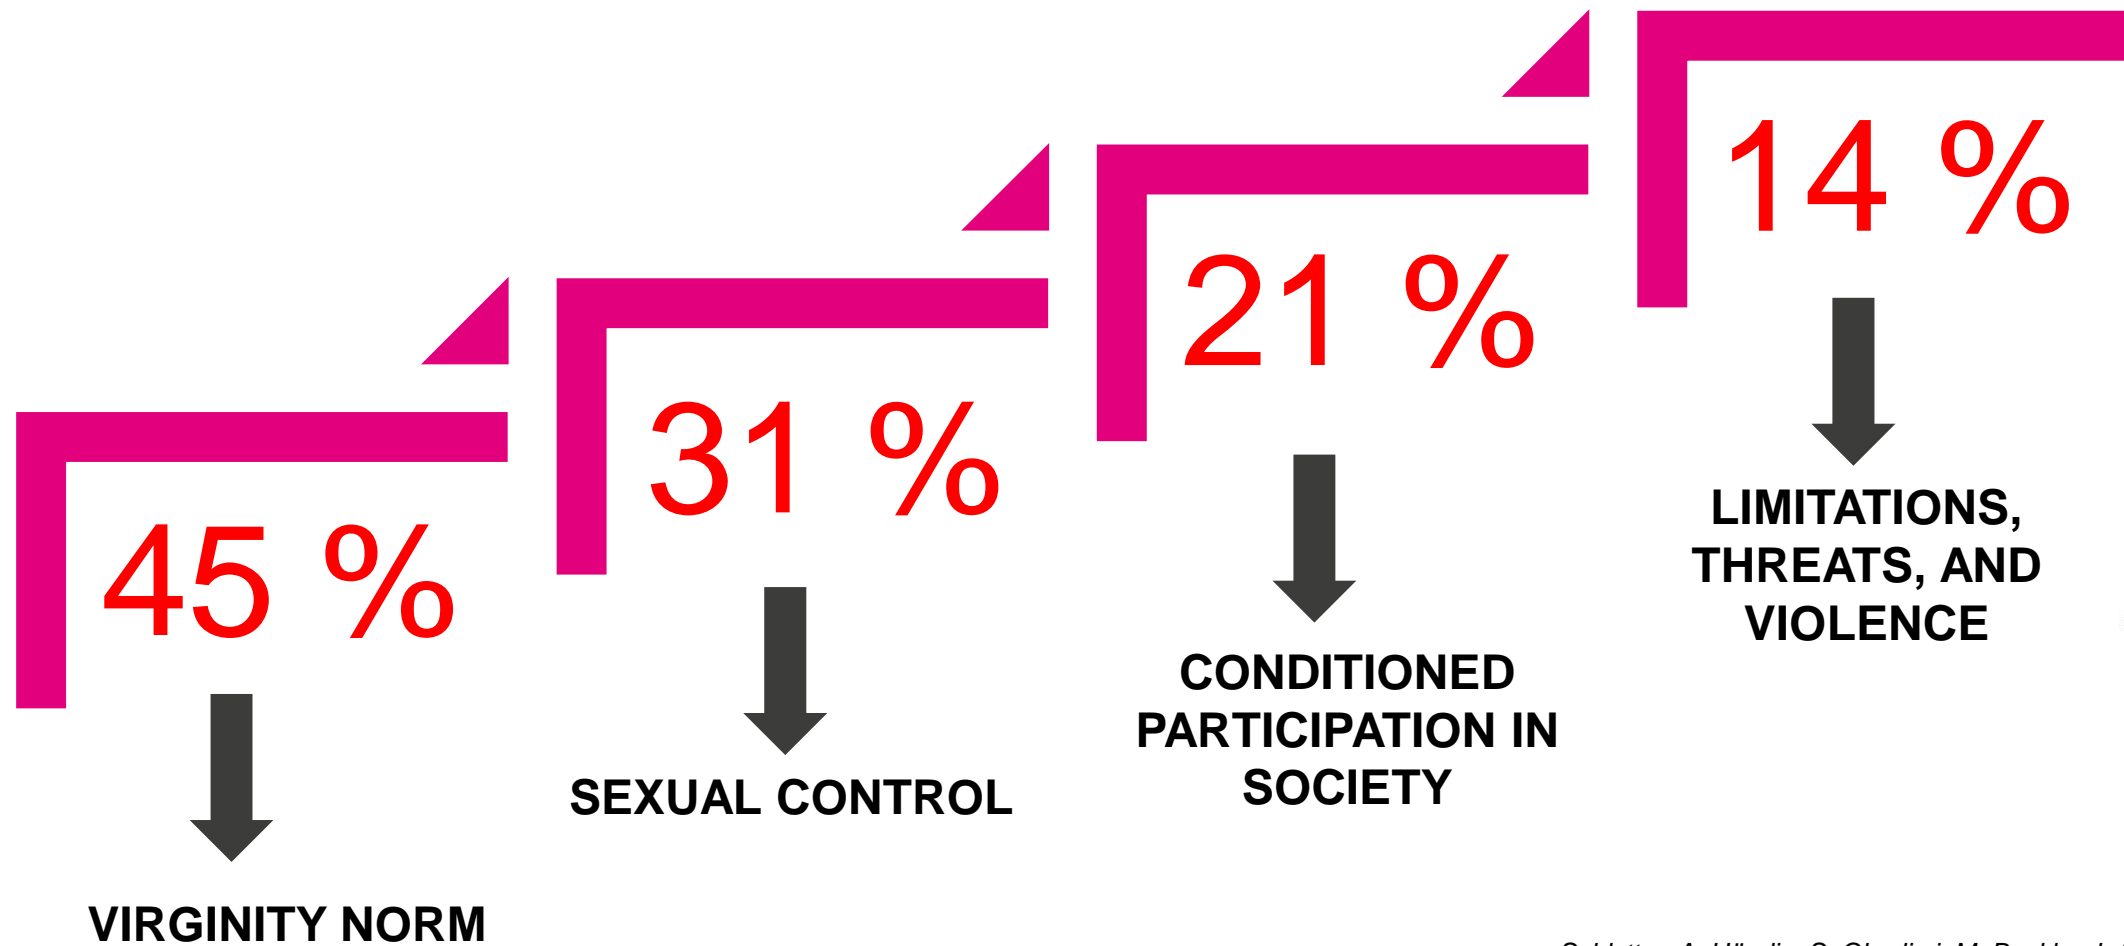 45 %
VIRGINITY NORM
31 %
SEXUAL CONTROL
21 %
CONDITIONED
PARTICIPATION IN
SOCIETY
14 %
LIMITATIONS,
THREATS, AND
VIOLENCE